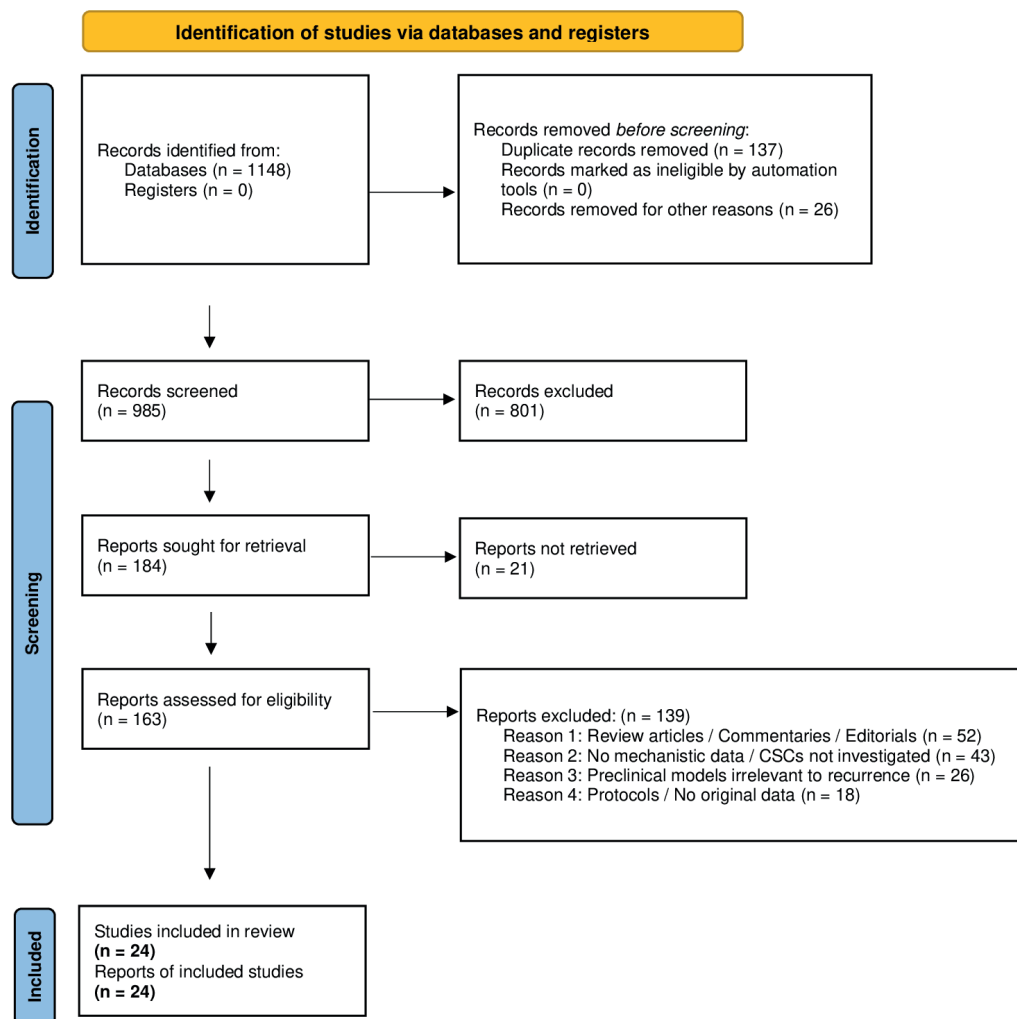 Identification of studies via databases and registers
Identification
Records identified from:
Databases (n = 1148)
Registers (n = 0)
Records removed before screening:
Duplicate records removed (n = 137)
Records marked as ineligible by automation
tools (n = 0)
Records removed for other reasons (n = 26)
Screening
Records screened
(n = 985)
Records excluded
(n = 801)
Reports sought for retrieval
(n = 184)
Reports not retrieved
(n = 21)
Reports assessed for eligibility
(n = 163)
Reports excluded: (n = 139)
Reason 1: Review articles / Commentaries / Editorials (n = 52)
Reason 2: No mechanistic data / CSCs not investigated (n = 43)
Reason 3: Preclinical models irrelevant to recurrence (n = 26)
Reason 4: Protocols / No original data (n = 18)
Included
Studies included in review
(n = 24)
Reports of included studies
(n = 24)